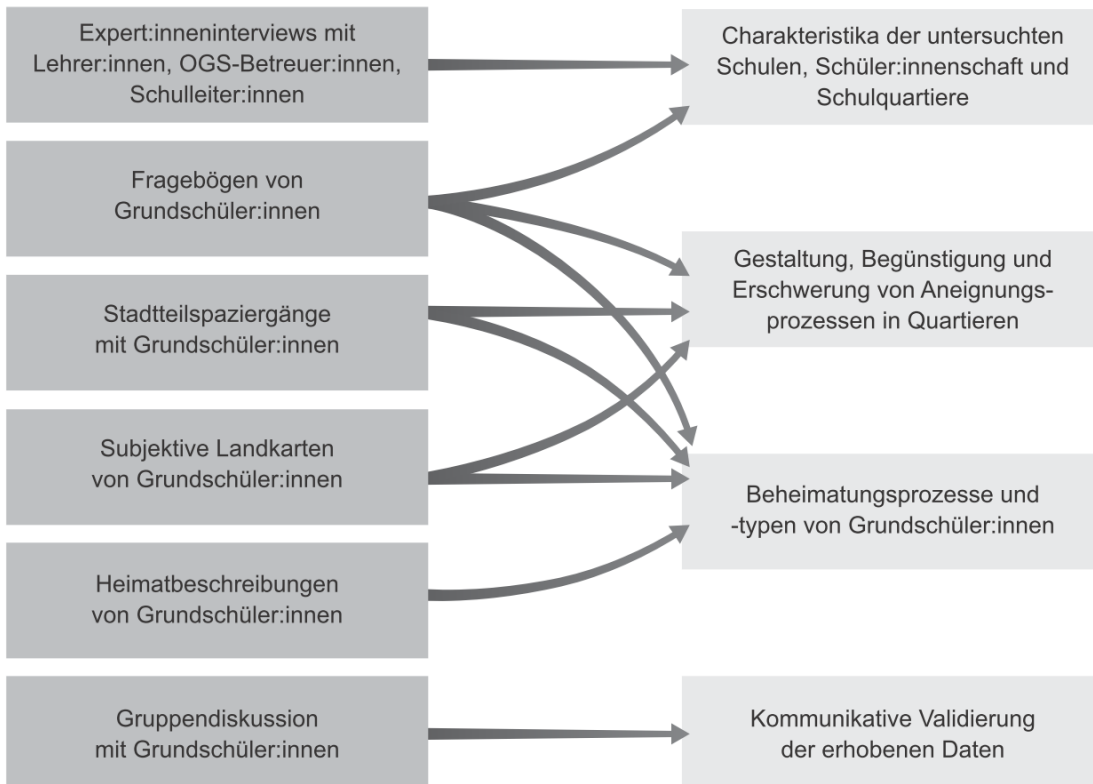 Expert:inneninterviews mit
Lehrer:innen, OGS-Betreuer:innen,
Schulleiter:innen
Fragebögen von
Grundschüler:innen
Stadtteilspaziergänge
mit Grundschüler:innen
Subjektive Landkarten
von Grundschüler:innen
Heimatbeschreibungen
von Grundschüler:innen
Gruppendiskussion
mit Grundschüler:innen
Charakteristika der untersuchten
Schulen, Schüler:innenschaft und
Schulquartiere
Gestaltung, Begünstigung und
Erschwerung von Aneignungs-
prozessen in Quartieren
Beheimatungsprozesse und
-typen von Grundschüler:innen
Kommunikative Validierung
der erhobenen Daten